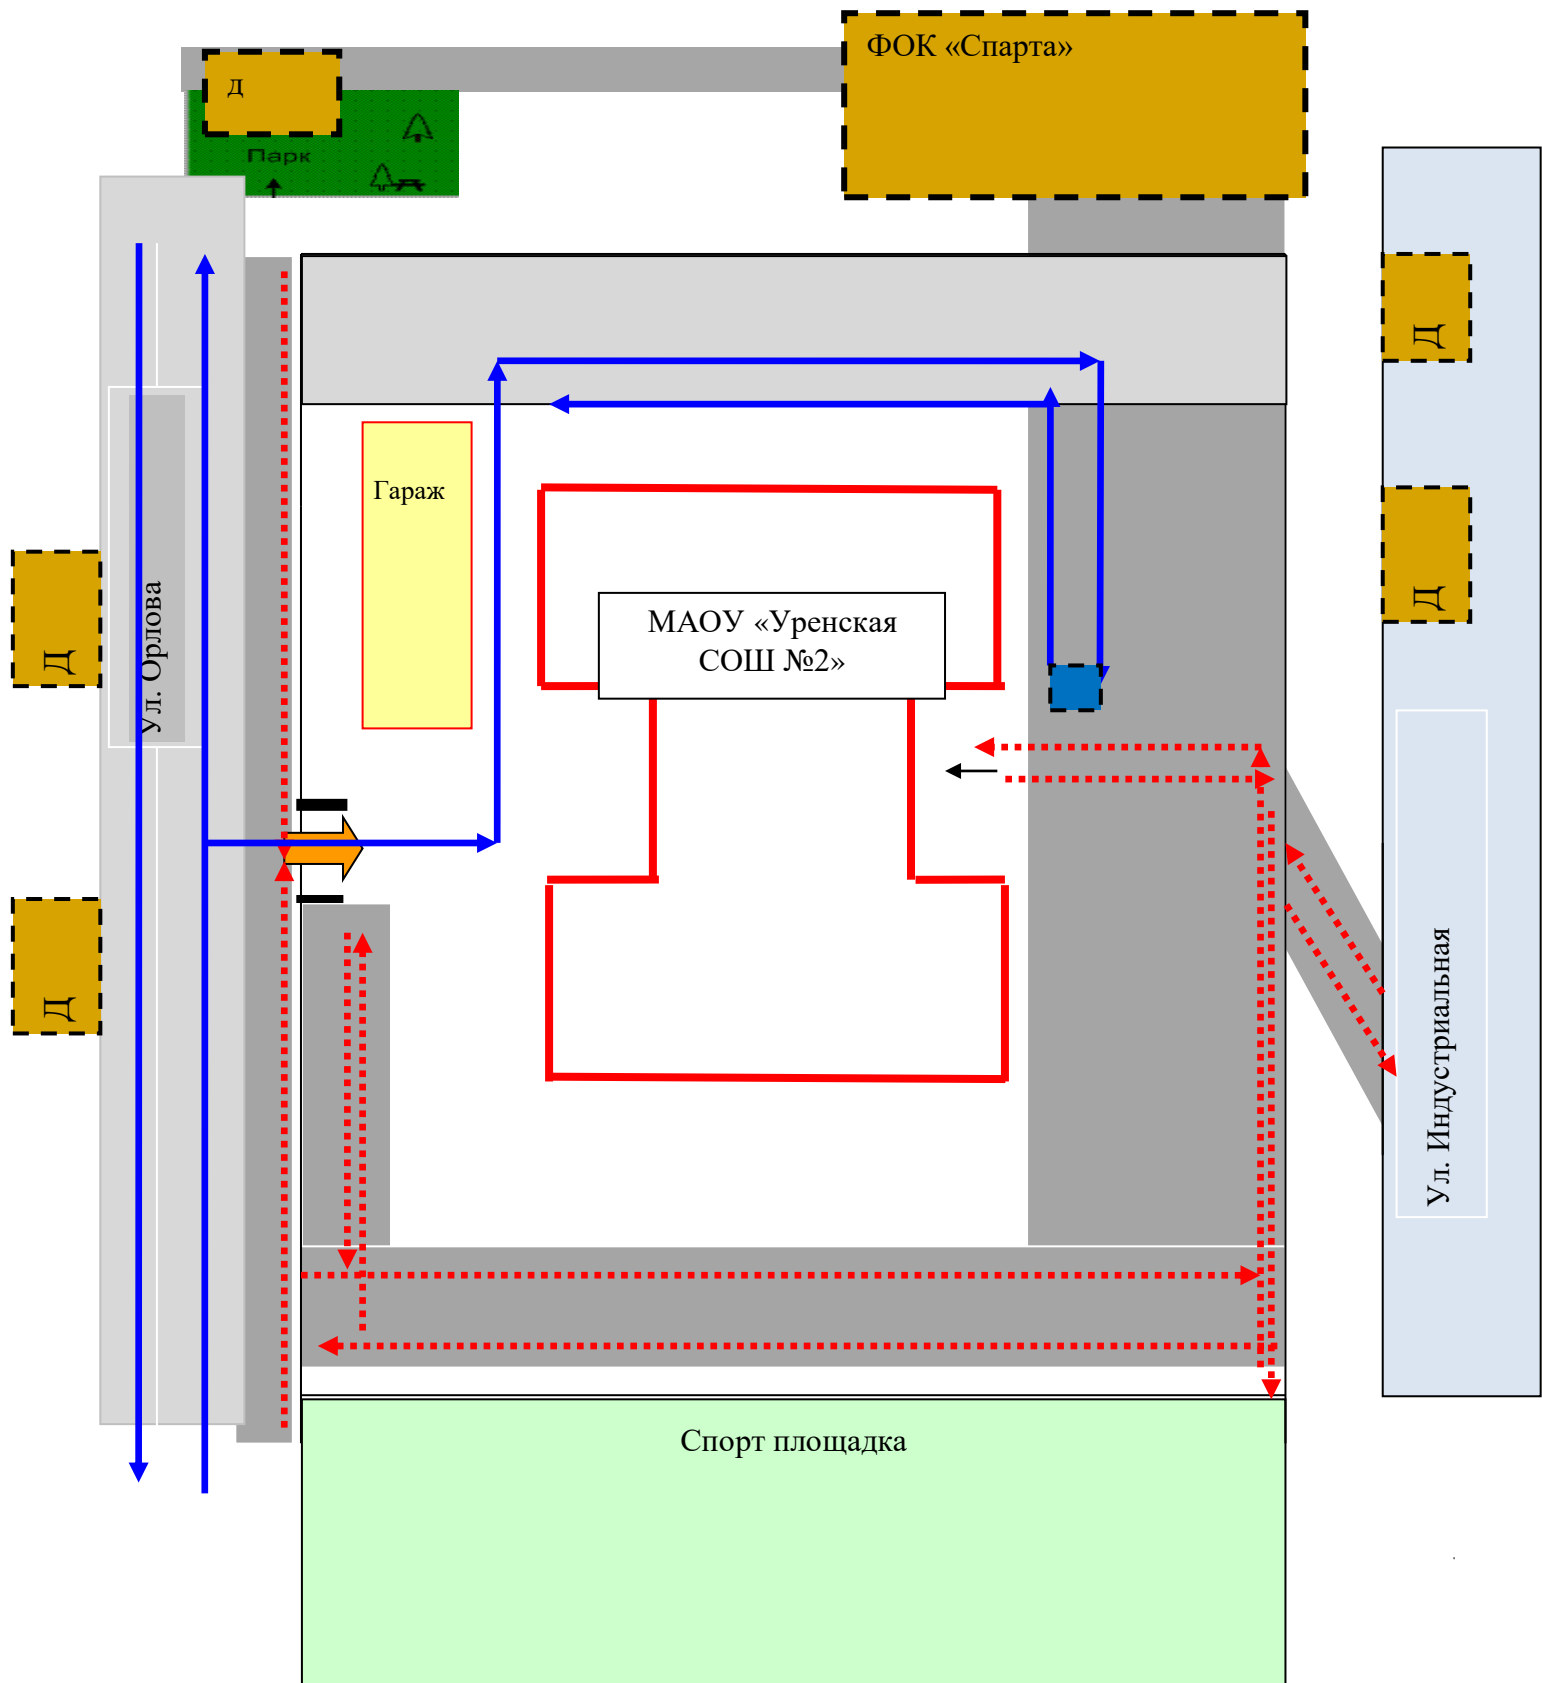 ФОК «Спарта»
д
Парк
Д
Гараж
Д
МАОУ «Уренская
СОШ №2»
Ул. Орлова
Д
Д
Ул. Индустриальная
Спорт площадка